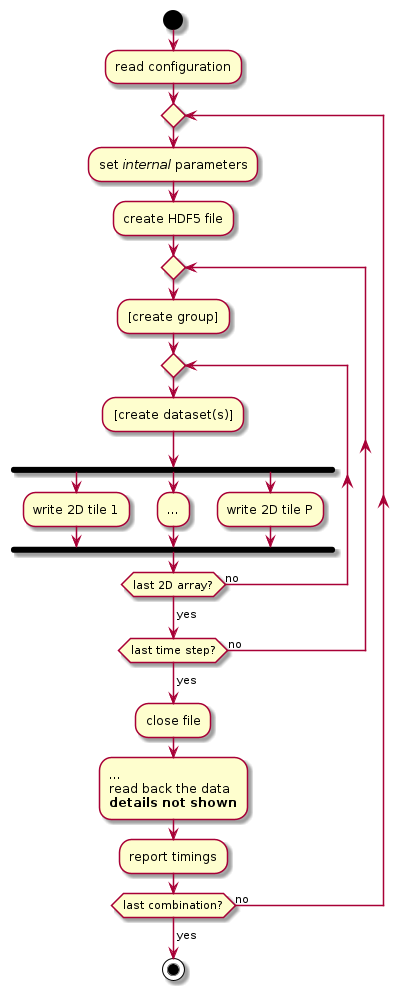 read configuration
set internal parameters
create HDF5 file
[create group]
[create dataset(s)]
write 2D tile 1
...
write 2D tile P
last 2D array?
no
yes
last time step?
no
yes
close file
...
read back the data
details not shown
report timings
last combination?
no
yes